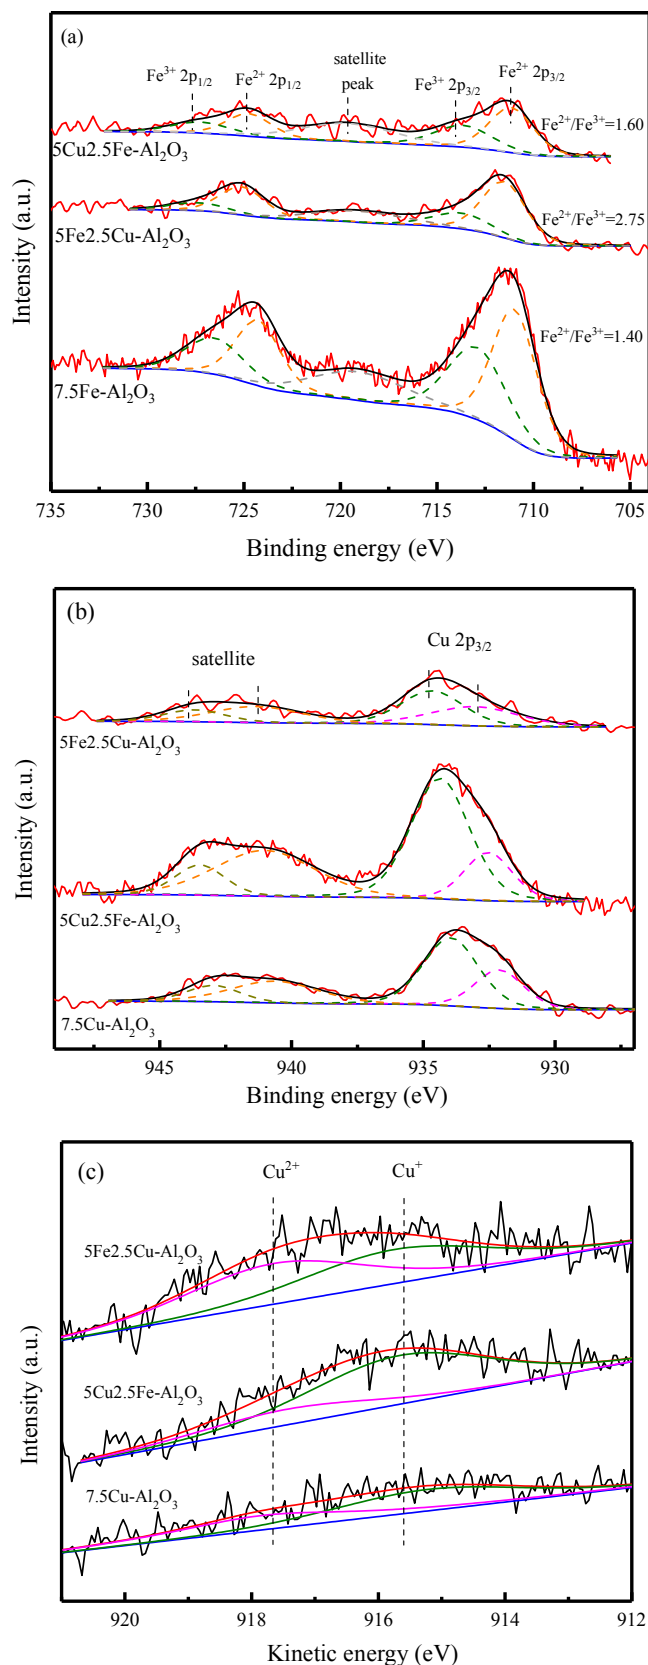 (a)
satellite
peak
Fe³⁺ 2p₁/₂
Fe²⁺ 2p₁/₂
Fe³⁺ 2p₃/₂
Fe²⁺ 2p₃/₂
Fe²⁺/Fe³⁺=1.60
5Cu2.5Fe-Al₂O₃
Fe²⁺/Fe³⁺=2.75
5Fe2.5Cu-Al₂O₃
Fe²⁺/Fe³⁺=1.40
7.5Fe-Al₂O₃
Intensity (a.u.)
735 730 725 720 715 710 705
Binding energy (eV)
(b)
Cu 2p₃/₂
satellite
5Fe2.5Cu-Al₂O₃
5Cu2.5Fe-Al₂O₃
7.5Cu-Al₂O₃
Intensity (a.u.)
945 940 935 930
Binding energy (eV)
(c)
Cu²⁺
Cu⁺
5Fe2.5Cu-Al₂O₃
5Cu2.5Fe-Al₂O₃
7.5Cu-Al₂O₃
Intensity (a.u.)
920 918 916 914 912
Kinetic energy (eV)